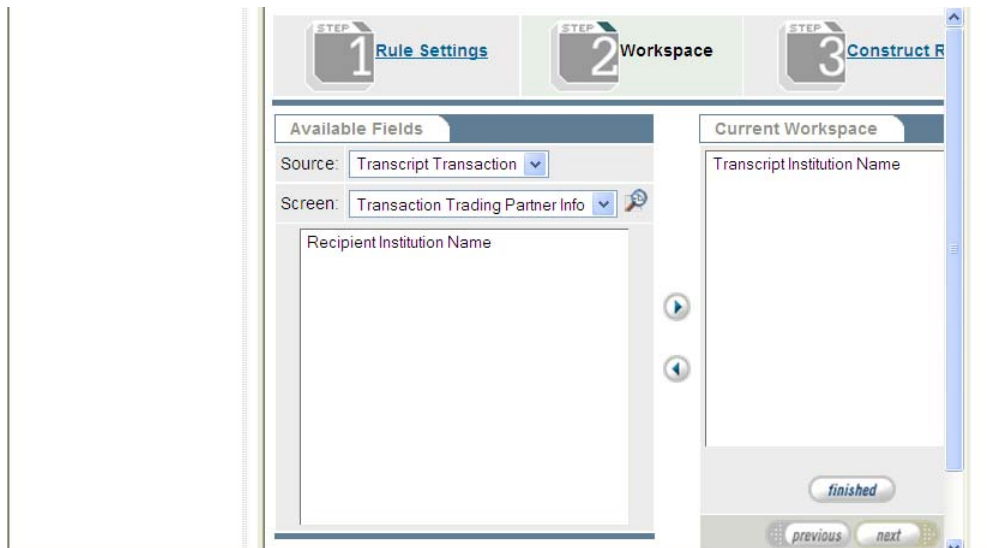 STEP 1 Rule Settings
STEP 2 Workspace
STEP 3 Construct R
Available Fields
Source: Transcript Transaction
Screen: Transaction Trading Partner Info
Recipient Institution Name
Current Workspace
Transcript Institution Name
finished
previous next